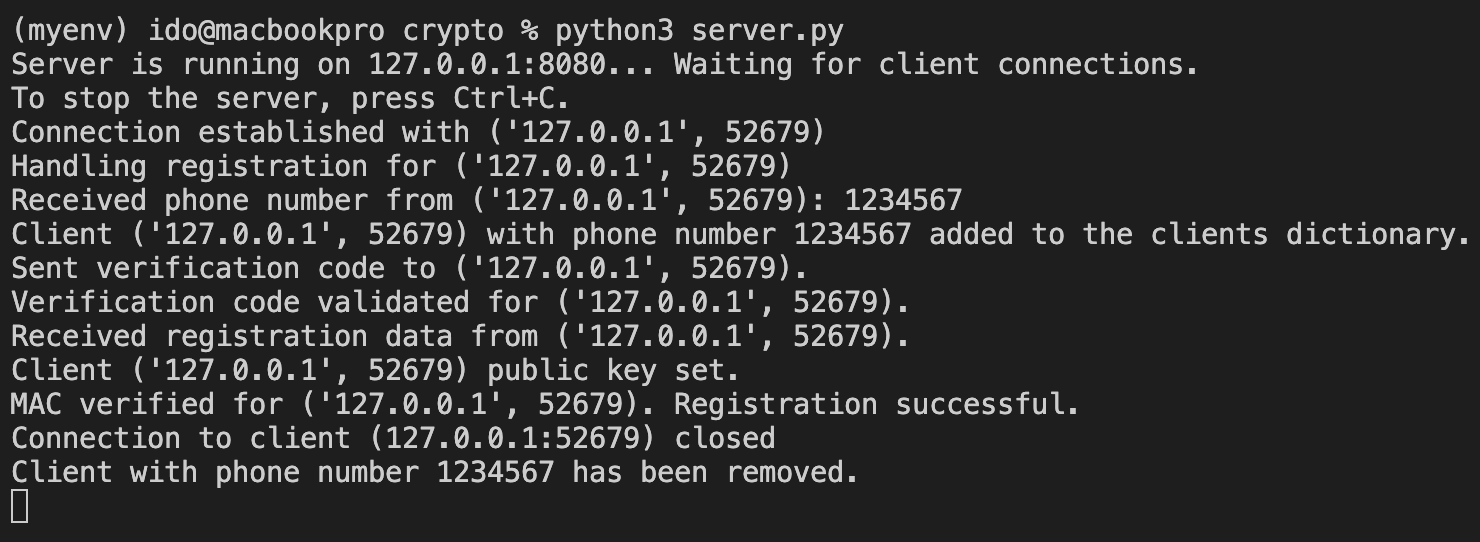 (myenv) ido@macbookpro crypto % python3 server.py
Server is running on 127.0.0.1:8080... Waiting for client connections.
To stop the server, press Ctrl+C.
Connection established with ('127.0.0.1', 52679)
Handling registration for ('127.0.0.1', 52679)
Received phone number from ('127.0.0.1', 52679): 1234567
Client ('127.0.0.1', 52679) with phone number 1234567 added to the clients dictionary.
Sent verification code to ('127.0.0.1', 52679).
Verification code validated for ('127.0.0.1', 52679).
Received registration data from ('127.0.0.1', 52679).
Client ('127.0.0.1', 52679) public key set.
MAC verified for ('127.0.0.1', 52679). Registration successful.
Connection to client (127.0.0.1:52679) closed
Client with phone number 1234567 has been removed.